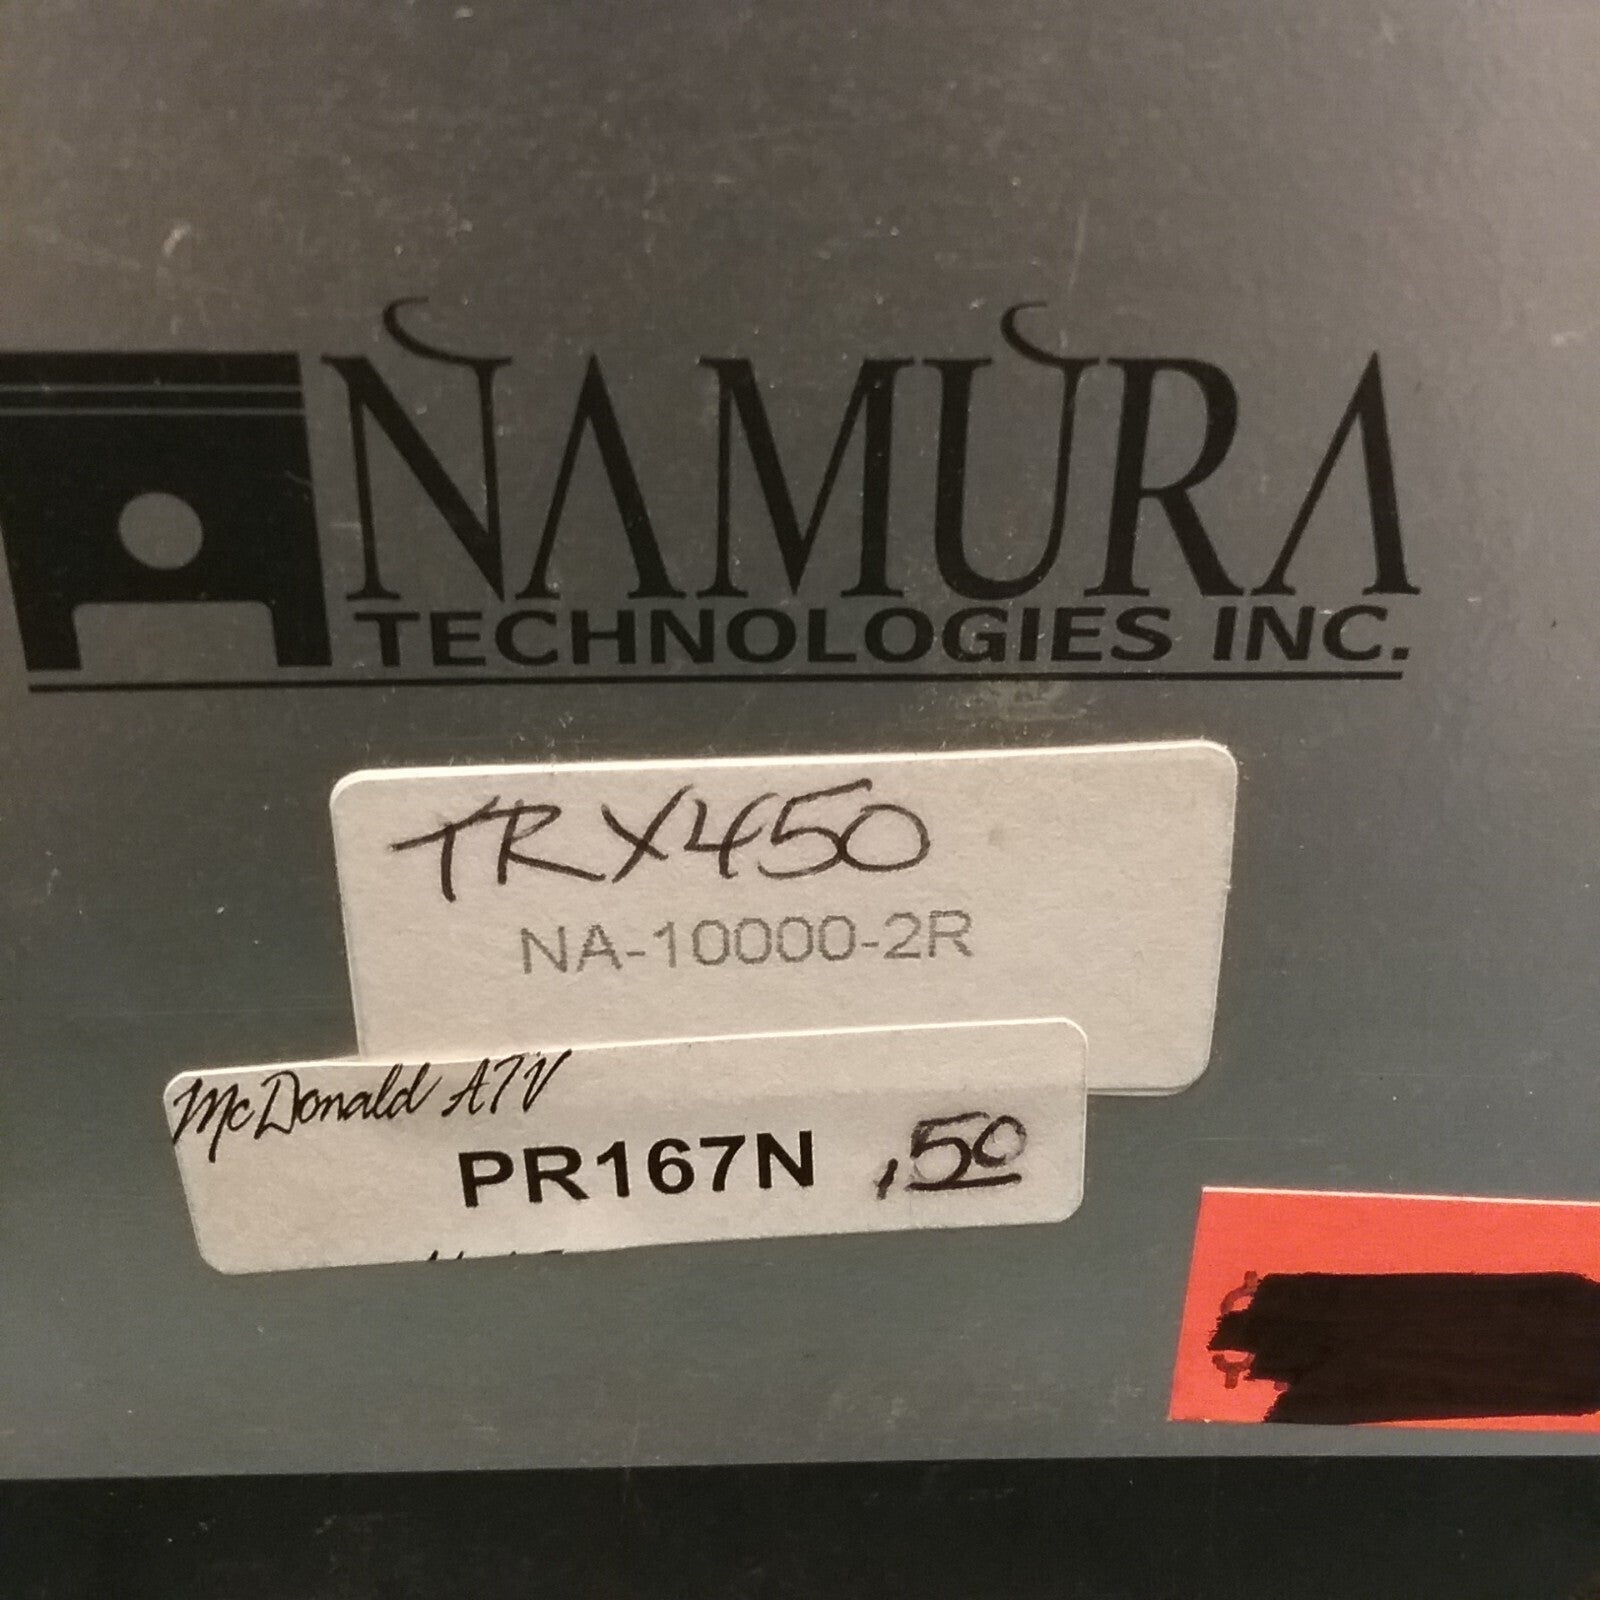 NAMURA
TECHNOLOGIES INC.
TRX450
NA-10000-2R
McDonald ATV
PR167N .50